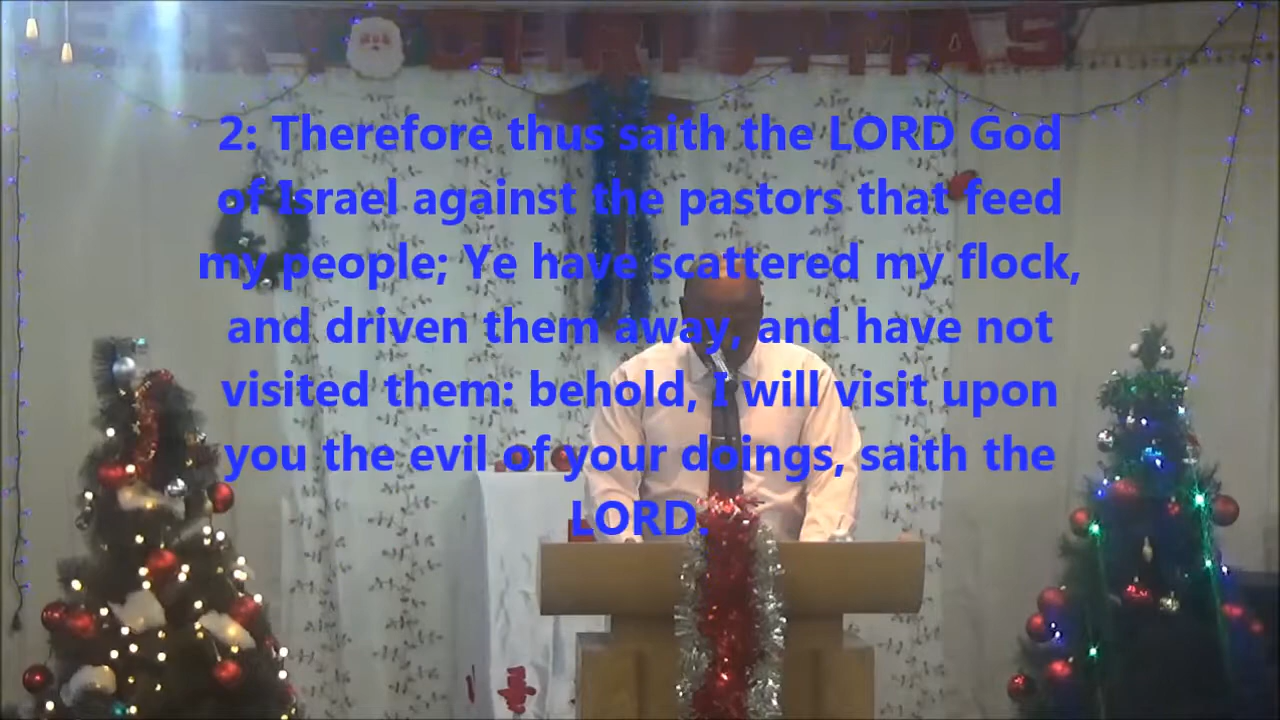 CHRISTMAS
2: Therefore thus saith the LORD God
of Israel against the pastors that feed
my people; Ye have scattered my flock,
and driven them away, and have not
visited them: behold, I will visit upon
you the evil of your doings, saith the
LORD.